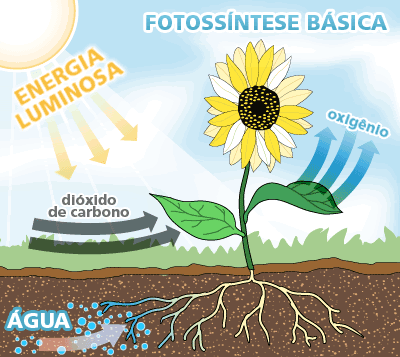 FOTOSSÍNTESE BÁSICA
ENERGIA
LUMINOSA
oxigênio
dióxido
de carbono
ÁGUA